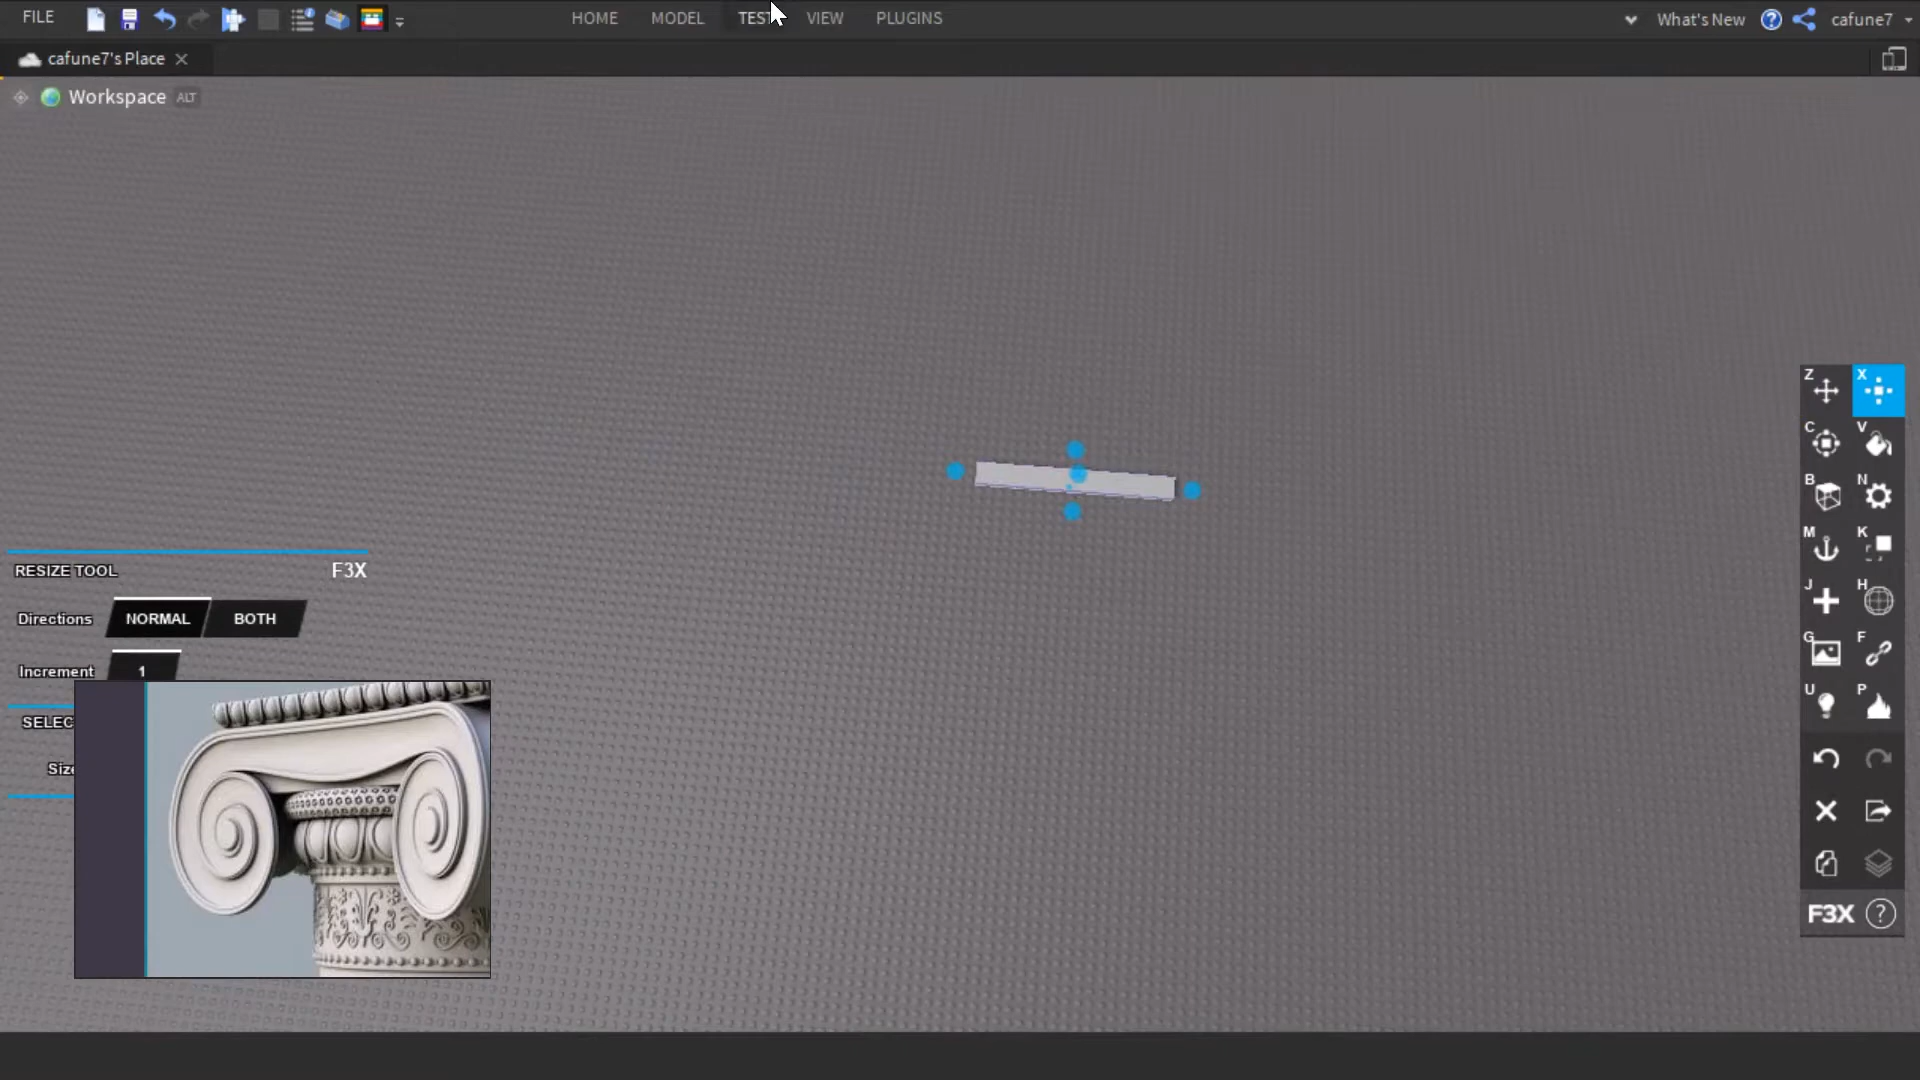 FILE
HOME MODEL TEST VIEW PLUGINS
What's New
cafune7
cafune7's Place
Workspace ALT
Z X
C V
B N
M K
J H
G F
U P
F3X ?
RESIZE TOOL F3X
Directions NORMAL BOTH
Increment 1
SELEC
Size